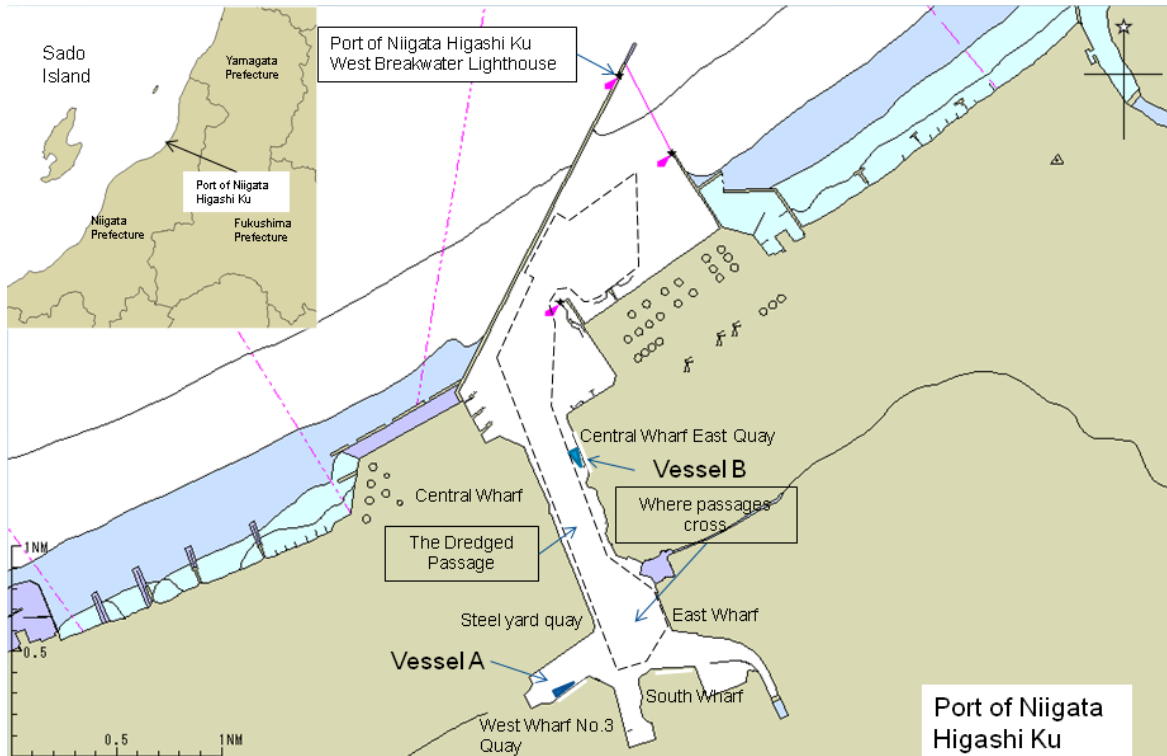 Sado
Island
Yamagata
Prefecture
Port of Niigata
Higashi Ku
Niigata
Prefecture
Fukushima
Prefecture
Port of Niigata Higashi Ku
West Breakwater Lighthouse
Central Wharf East Quay
Vessel B
Central Wharf
Where passages
cross
The Dredged
Passage
1NM
Steel yard quay
East Wharf
0.5
Vessel A
South Wharf
West Wharf No.3
Quay
0.5
1NM
Port of Niigata
Higashi Ku